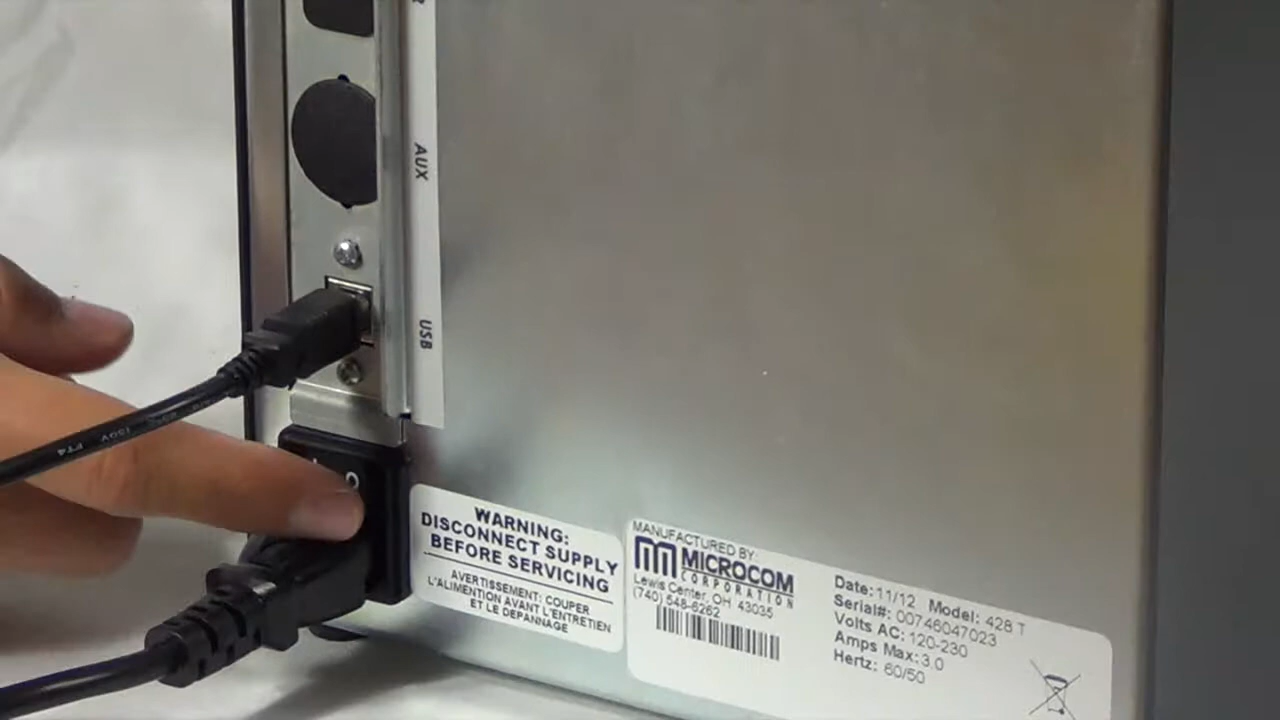 AUX
USB
O
WARNING:
DISCONNECT SUPPLY
BEFORE SERVICING
AVERTISSEMENT: COUPER
L'ALIMENTION AVANT L'ENTRETIEN
ET LE DEPANNAGE
MANUFACTURED BY:
MICROCOM
CORPORATION
Lewis Center, OH 43035
(740) 548-6262
Date: 11/12 Model: 428 T
Serial#: 00746047023
Volts AC: 120-230
Amps Max: 3.0
Hertz: 60/50